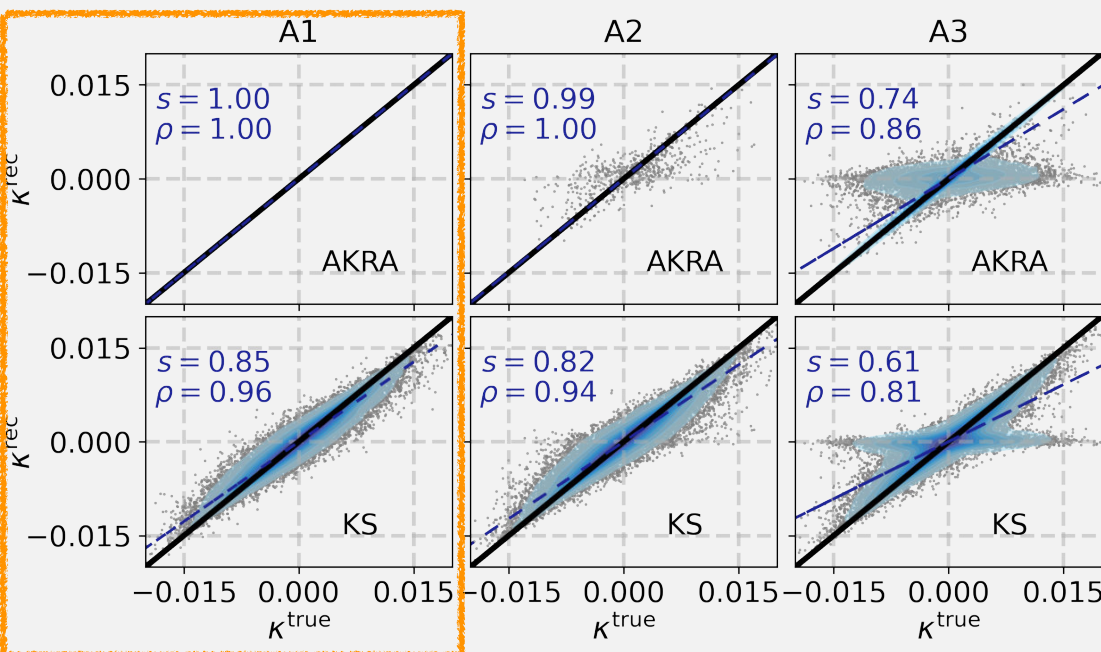 A1 A2 A3
0.015
0.000
−0.015
κ^rec
s = 1.00
ρ = 1.00
AKRA
s = 0.99
ρ = 1.00
AKRA
s = 0.74
ρ = 0.86
AKRA
0.015
0.000
−0.015
κ^rec
s = 0.85
ρ = 0.96
KS
s = 0.82
ρ = 0.94
KS
s = 0.61
ρ = 0.81
KS
−0.015 0.000 0.015 −0.015 0.000 0.015 −0.015 0.000 0.015
κ^true κ^true κ^true